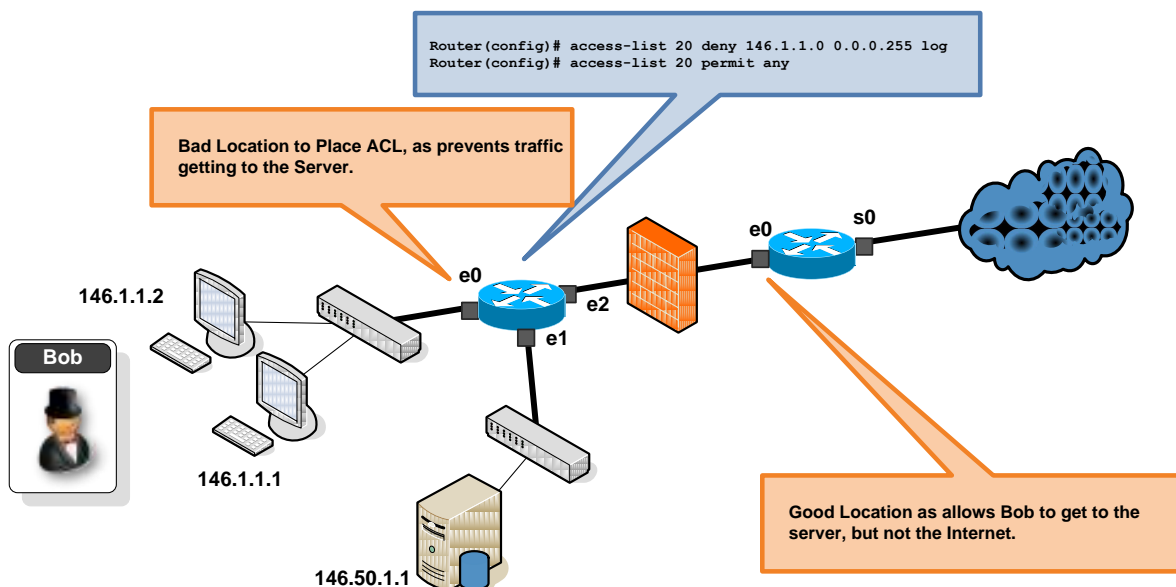 Router(config)# access-list 20 deny 146.1.1.0 0.0.0.255 log
Router(config)# access-list 20 permit any
Bad Location to Place ACL, as prevents traffic
getting to the Server.
e0
s0
e0
e2
e1
146.1.1.2
Bob
146.1.1.1
146.50.1.1
Good Location as allows Bob to get to the
server, but not the Internet.